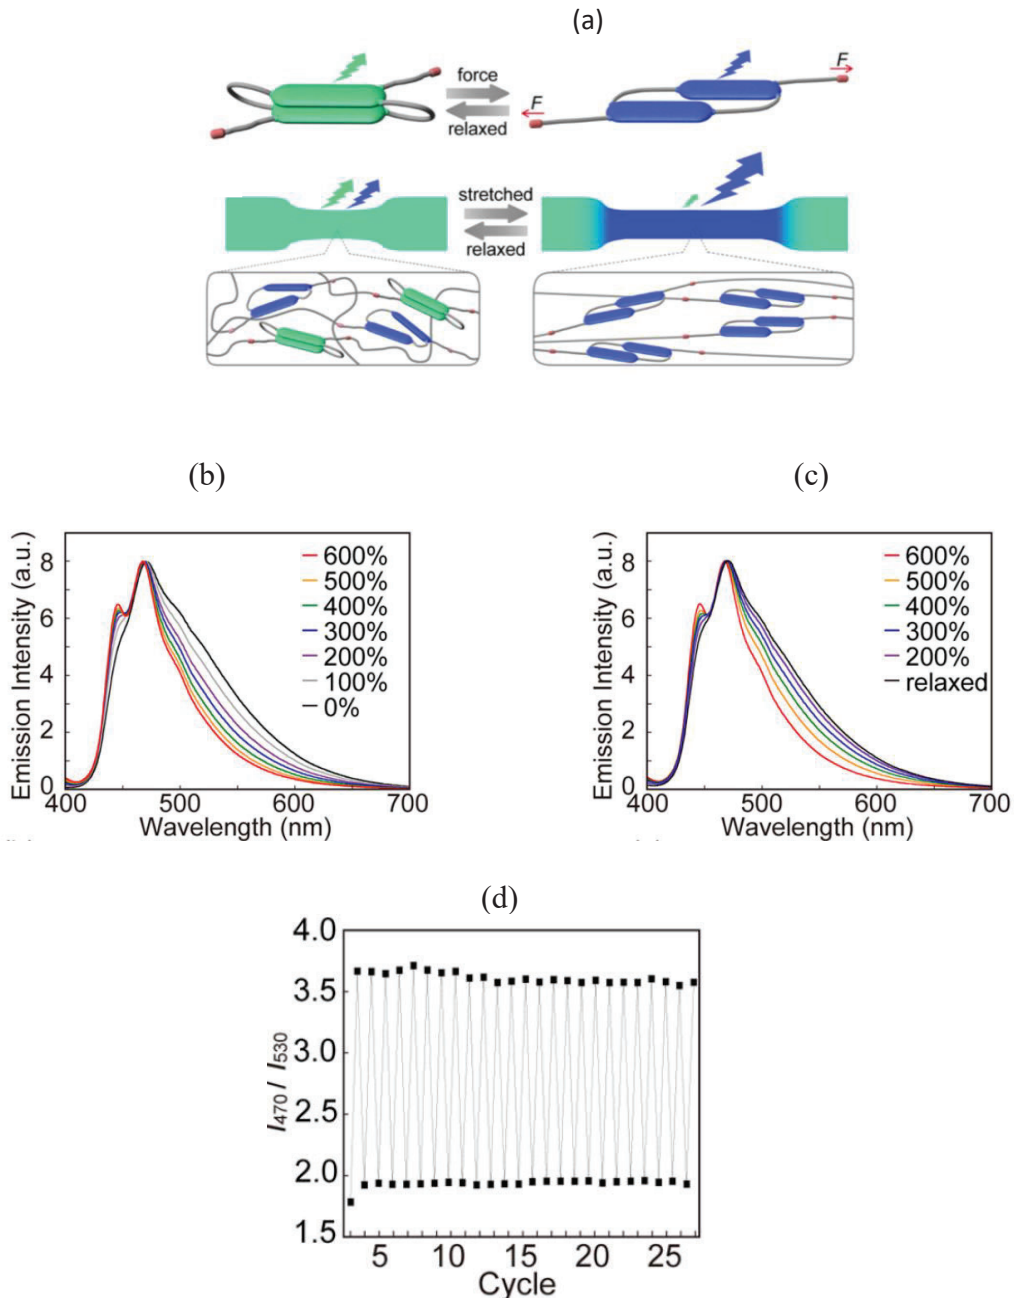 (a)
force
relaxed
F
F
stretched
relaxed
(b)
(c)
Emission Intensity (a.u.)
8
6
4
2
0
600%
500%
400%
300%
200%
100%
0%
400 500 600 700
Wavelength (nm)
Emission Intensity (a.u.)
8
6
4
2
0
600%
500%
400%
300%
200%
relaxed
400 500 600 700
Wavelength (nm)
(d)
I470 / I530
4.0
3.5
3.0
2.5
2.0
1.5
5 10 15 20 25
Cycle